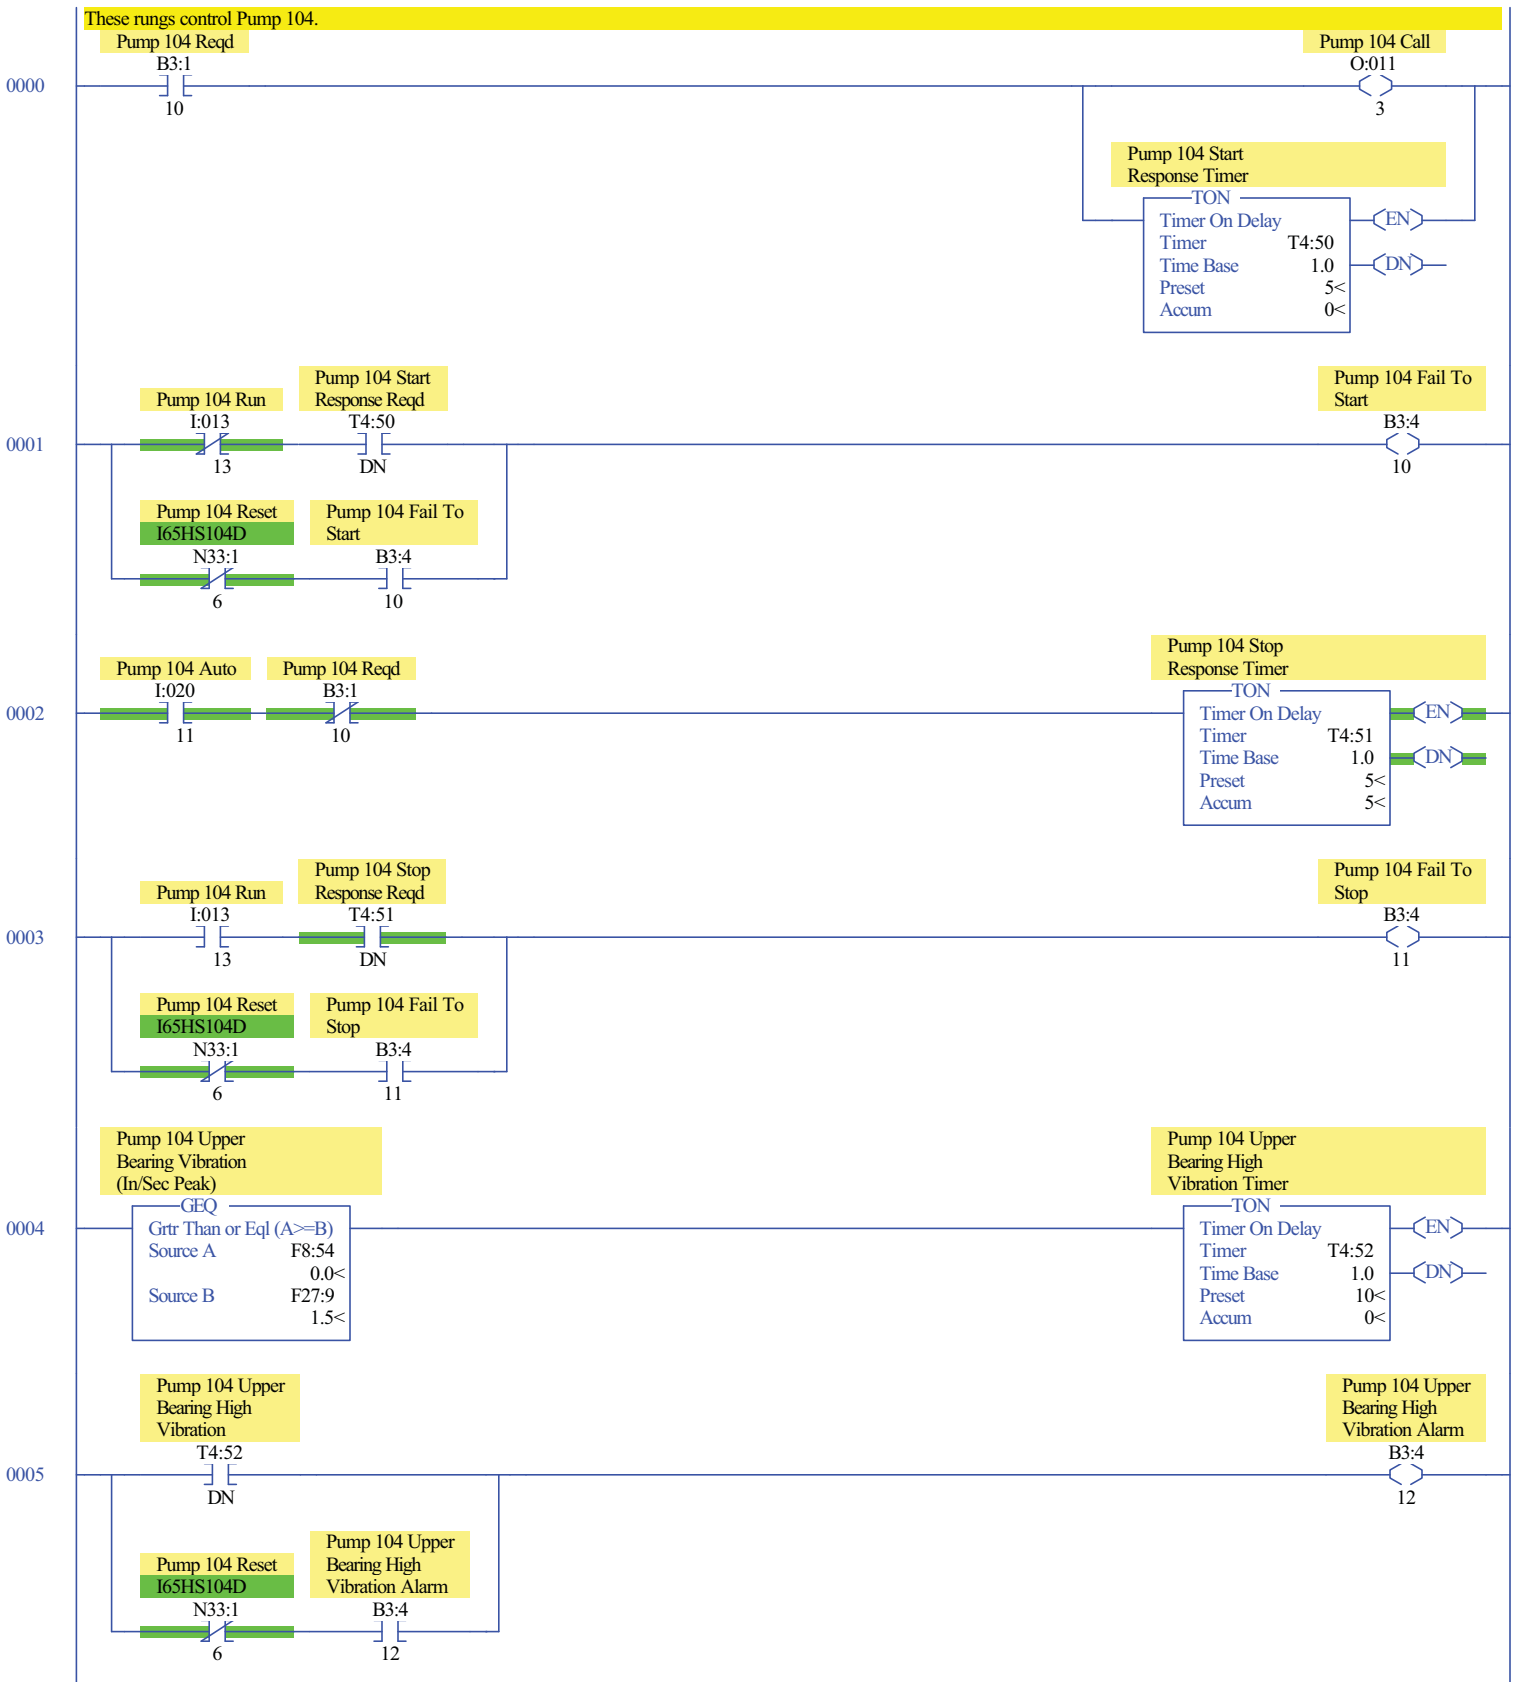 These rungs control Pump 104.
Pump 104 Reqd
B3:1
10
Pump 104 Call
O:011
3
0000
Pump 104 Start
Response Timer
TON
Timer On Delay
Timer T4:50
Time Base 1.0
Preset 5<
Accum 0<
EN
DN
0001
Pump 104 Run
I:013
13
Pump 104 Start
Response Reqd
T4:50
DN
Pump 104 Fail To
Start
B3:4
10
Pump 104 Reset
I65HS104D
N33:1
6
Pump 104 Fail To
Start
B3:4
10
0002
Pump 104 Auto
I:020
11
Pump 104 Reqd
B3:1
10
Pump 104 Stop
Response Timer
TON
Timer On Delay
Timer T4:51
Time Base 1.0
Preset 5<
Accum 5<
EN
DN
0003
Pump 104 Run
I:013
13
Pump 104 Stop
Response Reqd
T4:51
DN
Pump 104 Fail To
Stop
B3:4
11
Pump 104 Reset
I65HS104D
N33:1
6
Pump 104 Fail To
Stop
B3:4
11
0004
Pump 104 Upper
Bearing Vibration
(In/Sec Peak)
GEQ
Grtr Than or Eql (A>=B)
Source A F8:54
0.0<
Source B F27:9
1.5<
Pump 104 Upper
Bearing High
Vibration Timer
TON
Timer On Delay
Timer T4:52
Time Base 1.0
Preset 10<
Accum 0<
EN
DN
0005
Pump 104 Upper
Bearing High
Vibration
T4:52
DN
Pump 104 Upper
Bearing High
Vibration Alarm
B3:4
12
Pump 104 Reset
I65HS104D
N33:1
6
Pump 104 Upper
Bearing High
Vibration Alarm
B3:4
12